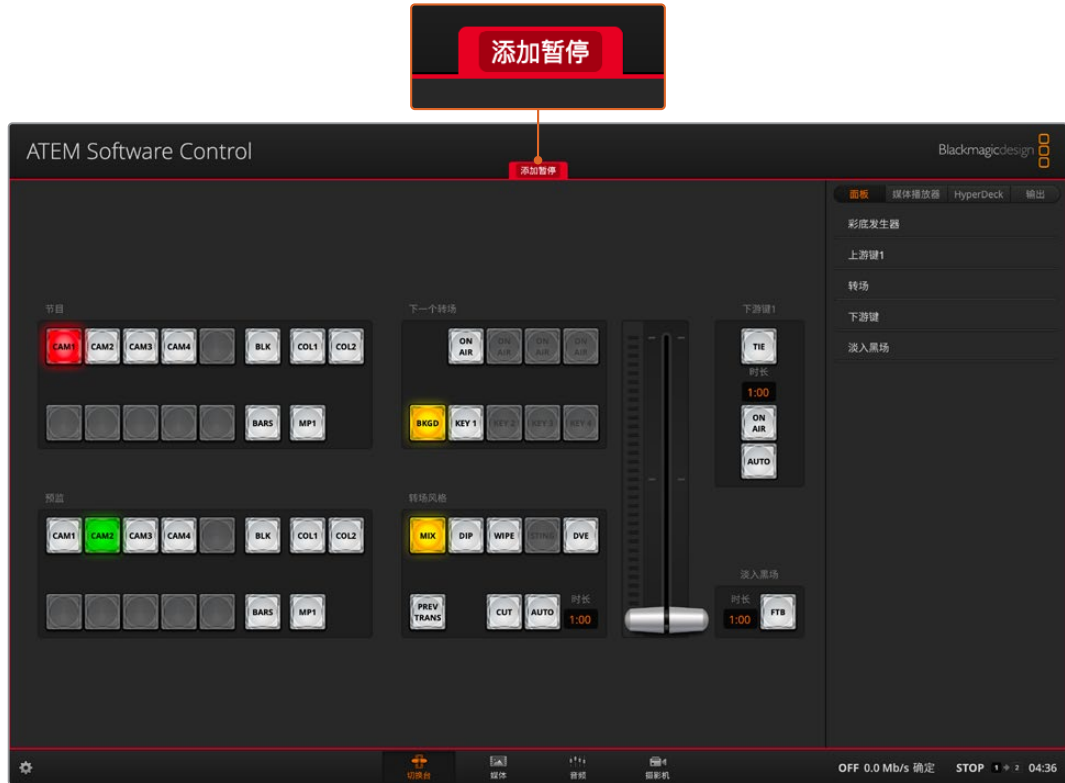 添加暂停
ATEM Software Control
Blackmagicdesign
添加暂停
面板 媒体播放器 HyperDeck 输出
彩底发生器
上游键1
转场
下游键
淡入黑场
节目
CAM1 CAM2 CAM3 CAM4 BLK COL1 COL2
BARS MP1
下一个转场
ON AIR ON AIR ON AIR ON AIR
BKGD KEY 1 KEY 2 KEY 3 KEY 4
下游键1
TIE
时长
1:00
ON AIR
AUTO
预监
CAM1 CAM2 CAM3 CAM4 BLK COL1 COL2
BARS MP1
转场风格
MIX DIP WIPE STING DVE
PREV TRANS CUT AUTO
时长
1:00
淡入黑场
时长
1:00
FTB
切换台 媒体 音频 摄影机
OFF 0.0 Mb/s 确定 STOP 1 2 04:36